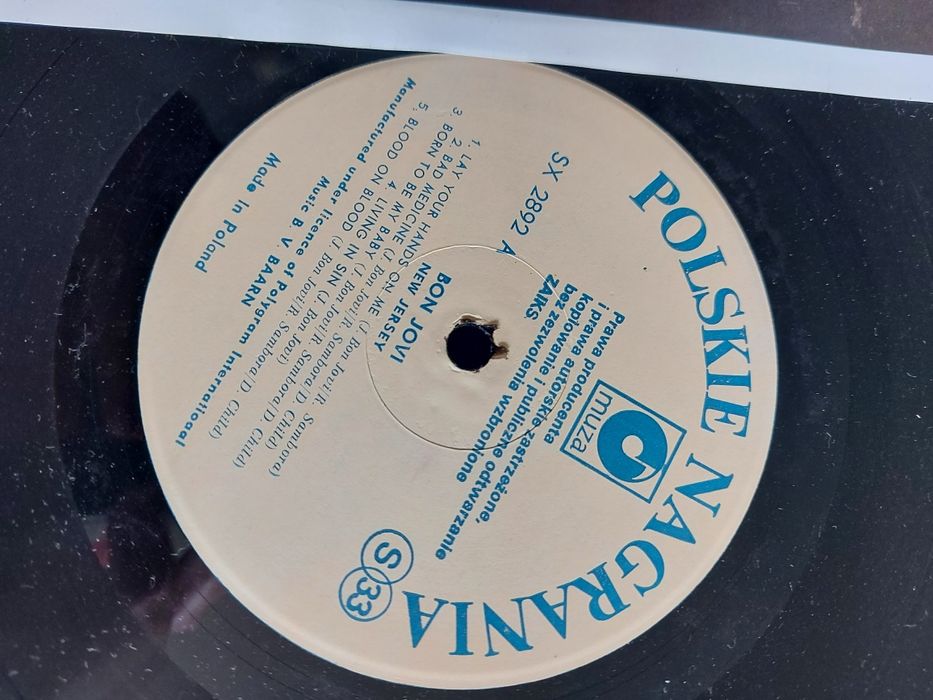 POLSKIE NAGRANIA
muza
Prawa producenta
i prawa autorskie zastrzeżone,
kopiowanie i publiczne odtwarzanie
bez zezwolenia wzbronione
ZAIKS
SX 2892 A
S 33
BON JOVI
NEW JERSEY
1. LAY YOUR HANDS ON ME (J. Bon Jovi/R. Sambora)
2. BAD MEDICINE (J. Bon Jovi/R. Sambora/D. Child)
3. BORN TO BE MY BABY (J. Bon Jovi/R. Sambora/D. Child)
4. LIVING IN SIN (J. Bon Jovi)
5. BLOOD ON BLOOD (J. Bon Jovi/R. Sambora/D. Child)
Manufactured under licence of Polygram Internaitoaal
Music B. V. BAARN
Made in Poland